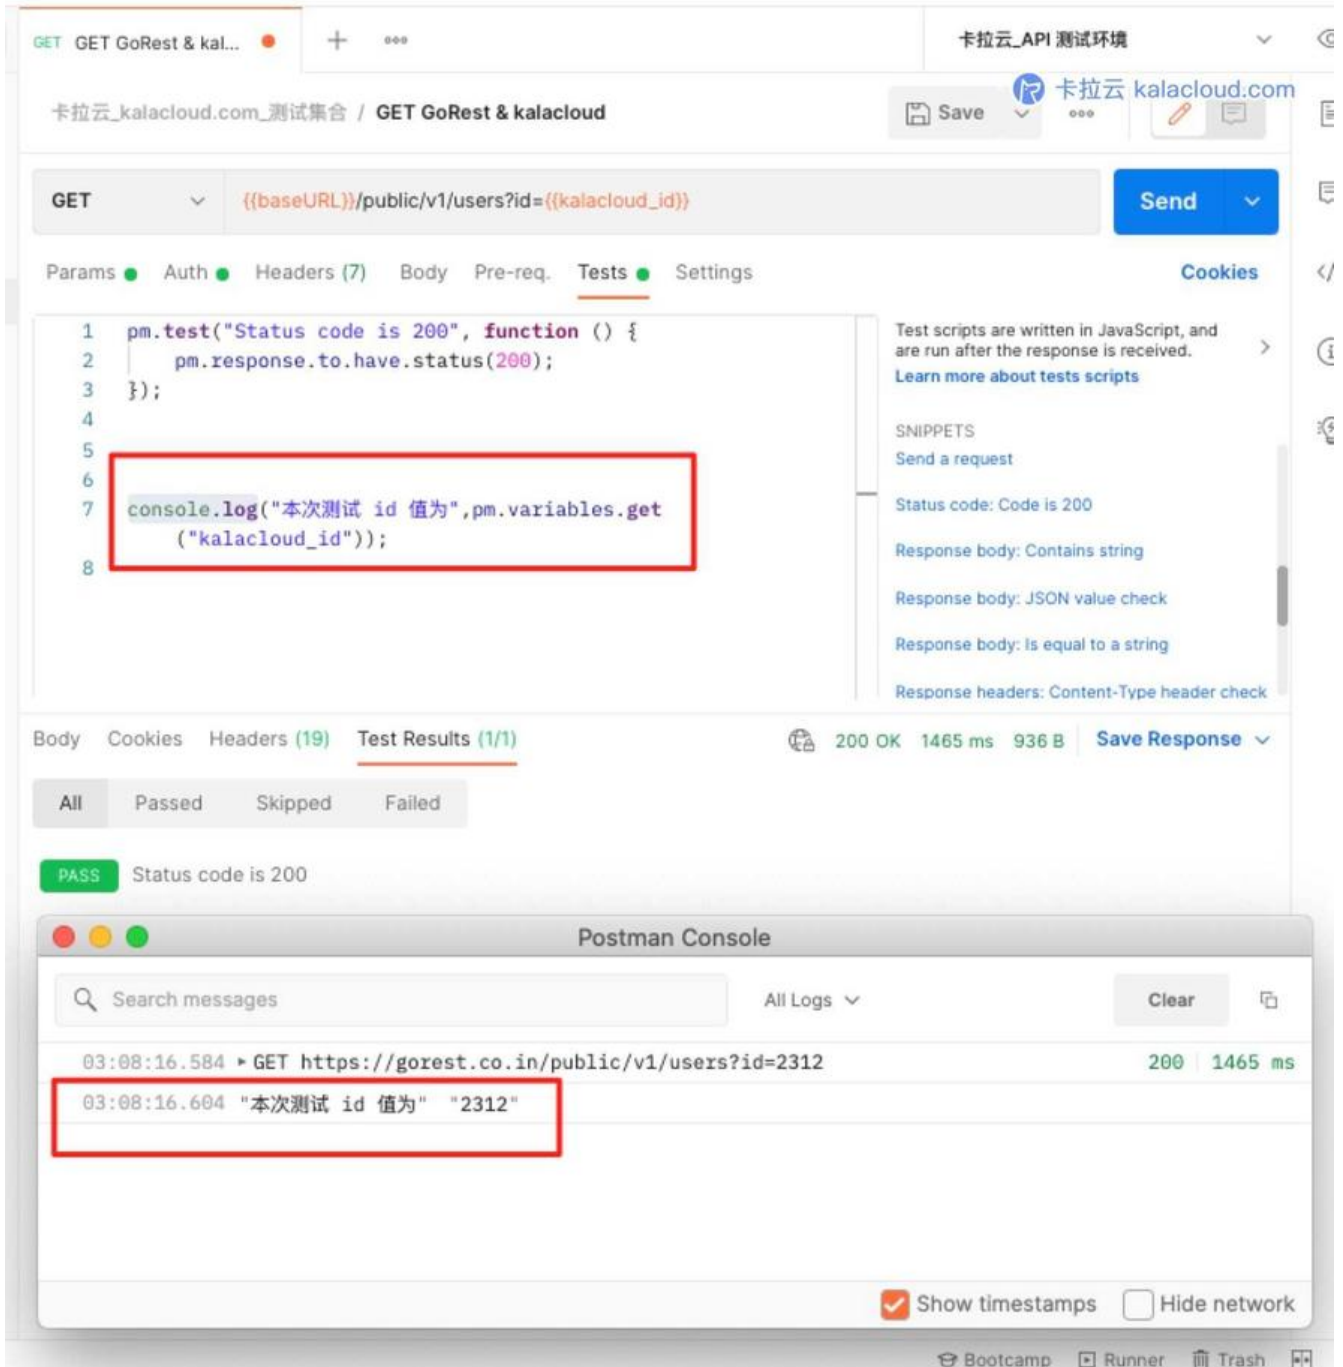 GET GET GoRest & kal...
卡拉云_API 测试环境
卡拉云 kalacloud.com
卡拉云_kalacloud.com_测试集合 / GET GoRest & kalacloud
Save
GET {{baseURL}}/public/v1/users?id={{kalacloud_id}} Send
Params Auth Headers (7) Body Pre-req. Tests Settings Cookies
1 pm.test("Status code is 200", function () {
2 pm.response.to.have.status(200);
3 });
4
5
6
7 console.log("本次测试 id 值为",pm.variables.get
("kalacloud_id"));
8
Test scripts are written in JavaScript, and
are run after the response is received.
Learn more about tests scripts
SNIPPETS
Send a request
Status code: Code is 200
Response body: Contains string
Response body: JSON value check
Response body: Is equal to a string
Response headers: Content-Type header check
Body Cookies Headers (19) Test Results (1/1) 200 OK 1465 ms 936 B Save Response
All Passed Skipped Failed
PASS Status code is 200
Postman Console
Search messages All Logs Clear
03:08:16.584 GET https://gorest.co.in/public/v1/users?id=2312 200 1465 ms
03:08:16.604 "本次测试 id 值为" "2312"
Show timestamps Hide network
Bootcamp Runner Trash